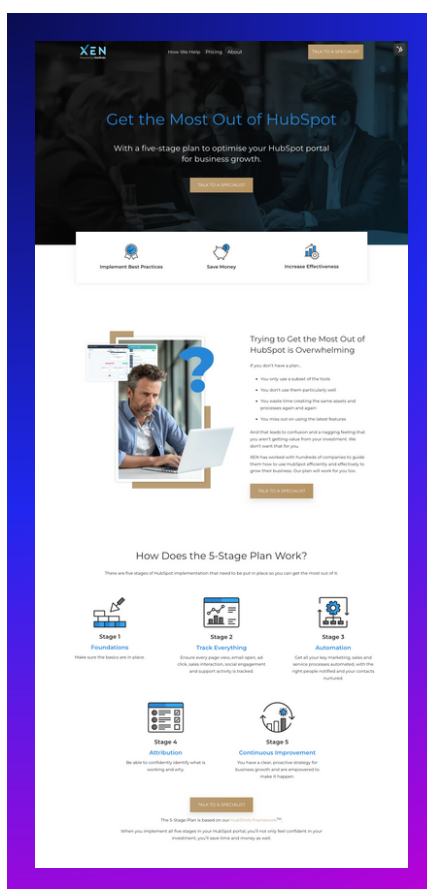 XEN
How We Help Pricing About
TALK TO A SPECIALIST
Get the Most Out of HubSpot
With a five-stage plan to optimise your HubSpot portal
for business growth.
TALK TO A SPECIALIST
Implement Best Practices
Save Money
Increase Effectiveness
Trying to Get the Most Out of
HubSpot is Overwhelming
If you don't have a plan...
You only use a subset of the tools
You don't use them particularly well
You waste time creating the same assets and
processes again and again
You miss out on using the latest features
And that leads to confusion and a nagging feeling that
you aren't getting value from your investment. We
don't want that for you.
XEN has worked with hundreds of companies to guide
them how to use HubSpot efficiently and effectively to
grow their business. Our plan will work for you too.
TALK TO A SPECIALIST
How Does the 5-Stage Plan Work?
There are five stages of HubSpot implementation that need to be put in place so you can get the most out of it.
Stage 1
Foundations
Make sure the basics are in place.
Stage 2
Track Everything
Ensure every page view, email open, ad
click, sales interaction, social engagement
and support activity is tracked.
Stage 3
Automation
Get all your key marketing, sales and
service processes automated, with the
right people notified and your contacts
nurtured.
Stage 4
Attribution
Be able to confidently identify what is
working and why.
Stage 5
Continuous Improvement
You have a clear, proactive strategy for
business growth and are empowered to
make it happen.
TALK TO A SPECIALIST
The 5-Stage Plan is based on our HubShots Framework™.
When you implement all five stages in your HubSpot portal, you'll not only feel confident in your
investment, you'll save time and money as well.